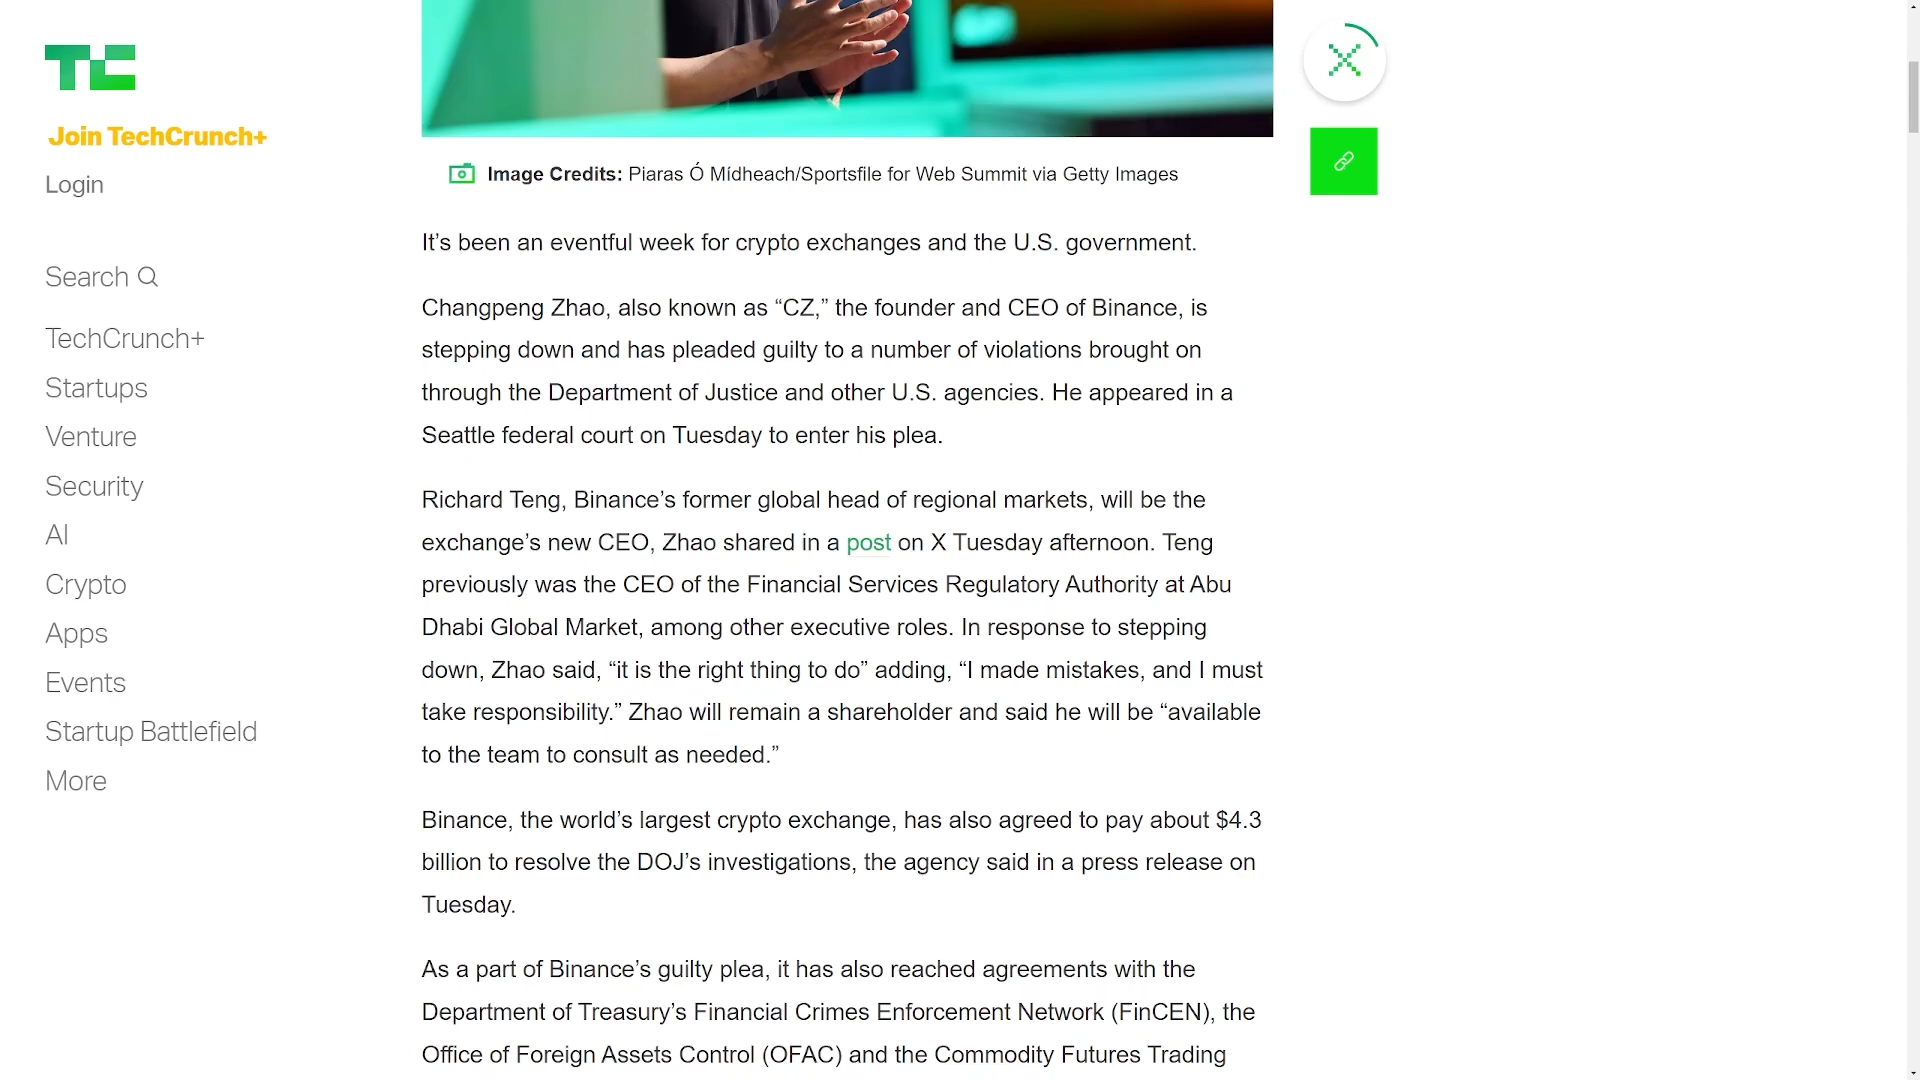 TC
Join TechCrunch+
Login
Search
TechCrunch+
Startups
Venture
Security
AI
Crypto
Apps
Events
Startup Battlefield
More
Image Credits: Piaras Ó Mídheach/Sportsfile for Web Summit via Getty Images
It’s been an eventful week for crypto exchanges and the U.S. government.
Changpeng Zhao, also known as “CZ,” the founder and CEO of Binance, is
stepping down and has pleaded guilty to a number of violations brought on
through the Department of Justice and other U.S. agencies. He appeared in a
Seattle federal court on Tuesday to enter his plea.
Richard Teng, Binance’s former global head of regional markets, will be the
exchange’s new CEO, Zhao shared in a post on X Tuesday afternoon. Teng
previously was the CEO of the Financial Services Regulatory Authority at Abu
Dhabi Global Market, among other executive roles. In response to stepping
down, Zhao said, “it is the right thing to do” adding, “I made mistakes, and I must
take responsibility.” Zhao will remain a shareholder and said he will be “available
to the team to consult as needed.”
Binance, the world’s largest crypto exchange, has also agreed to pay about $4.3
billion to resolve the DOJ’s investigations, the agency said in a press release on
Tuesday.
As a part of Binance’s guilty plea, it has also reached agreements with the
Department of Treasury’s Financial Crimes Enforcement Network (FinCEN), the
Office of Foreign Assets Control (OFAC) and the Commodity Futures Trading